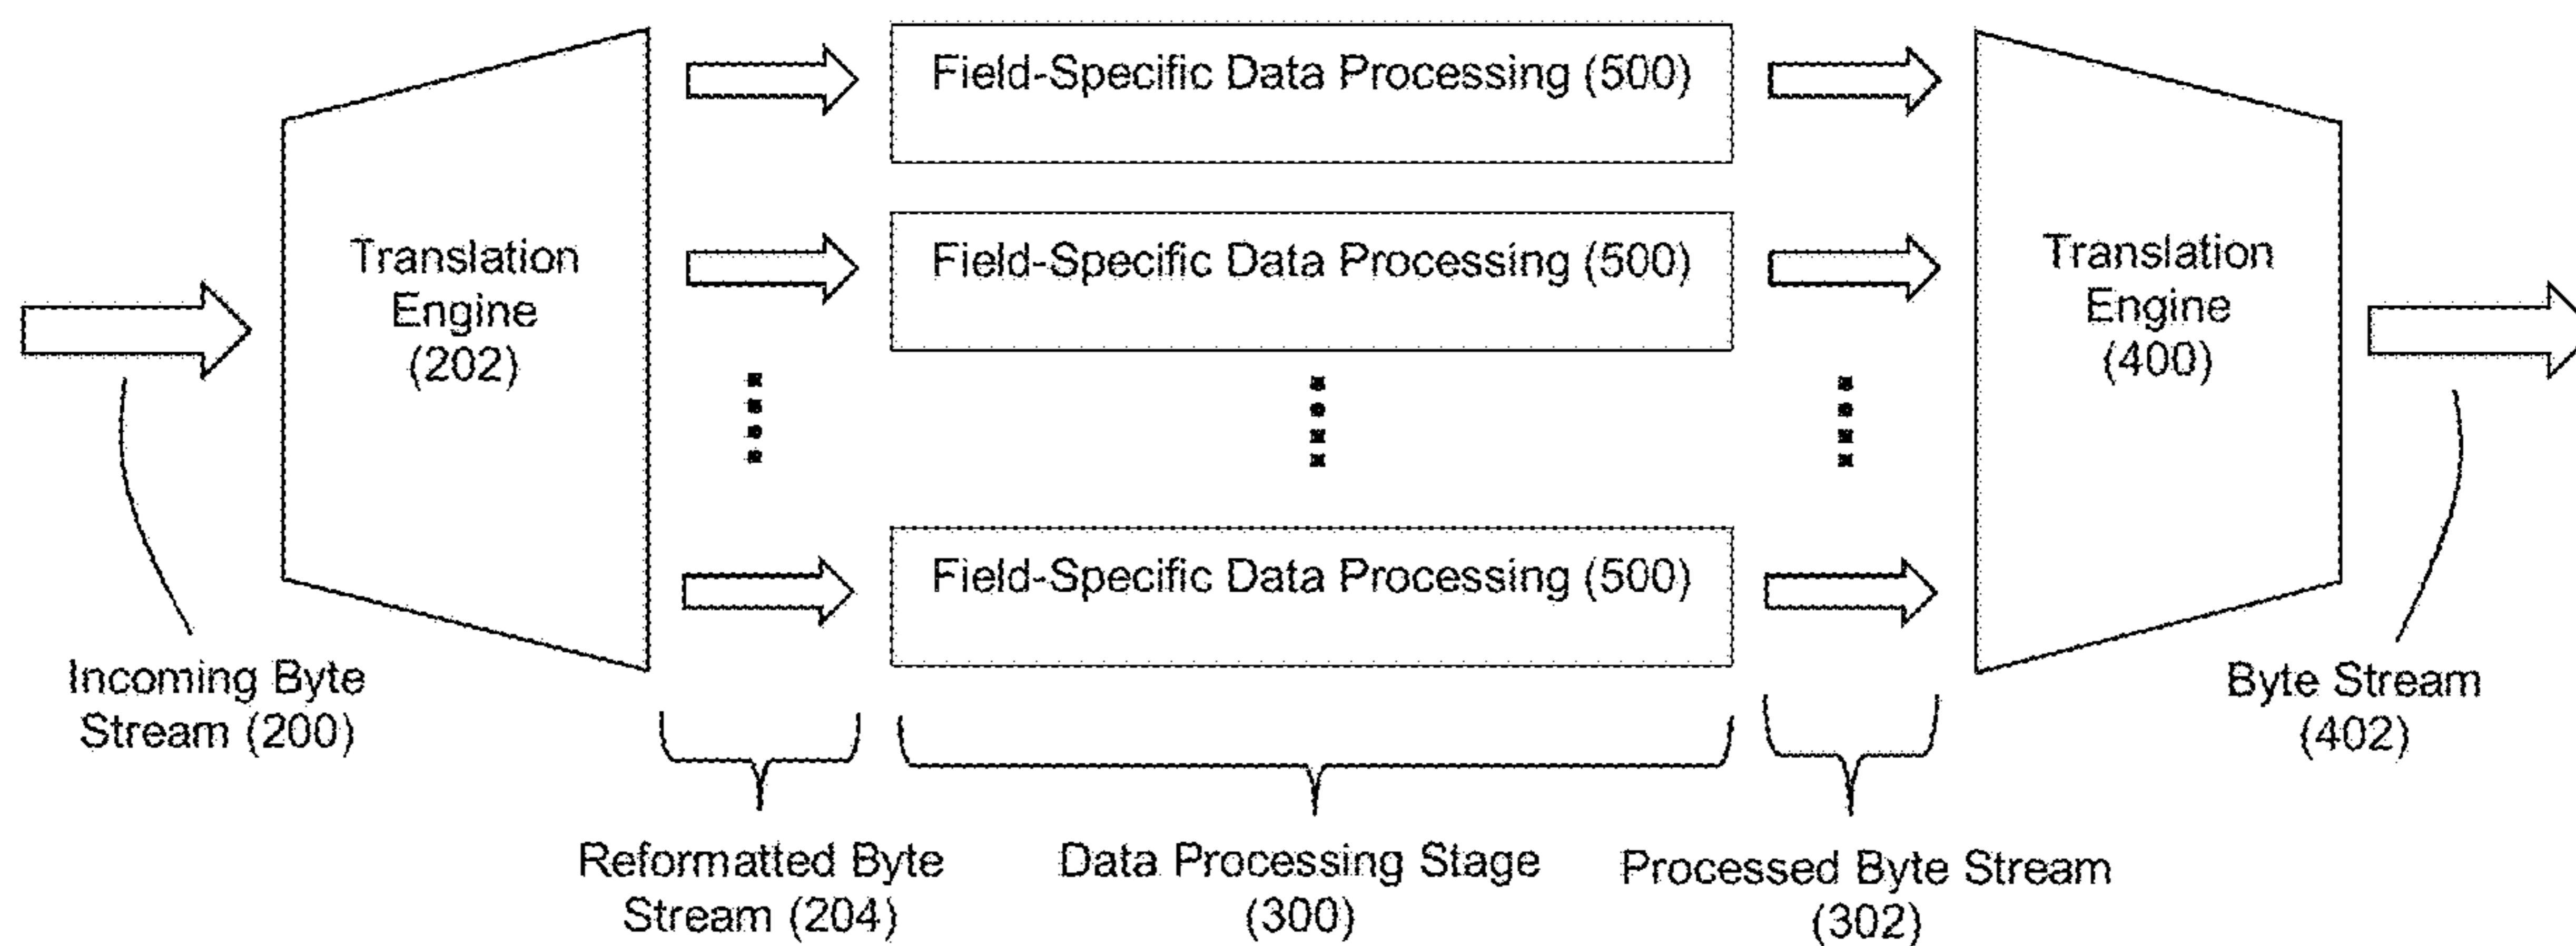 Field-Specific Data Processing (500)
Translation
Engine
(202)
Field-Specific Data Processing (500)
Translation
Engine
(400)
Field-Specific Data Processing (500)
Incoming Byte
Stream (200)
Byte Stream
(402)
Reformatted Byte
Stream (204)
Data Processing Stage
(300)
Processed Byte Stream
(302)